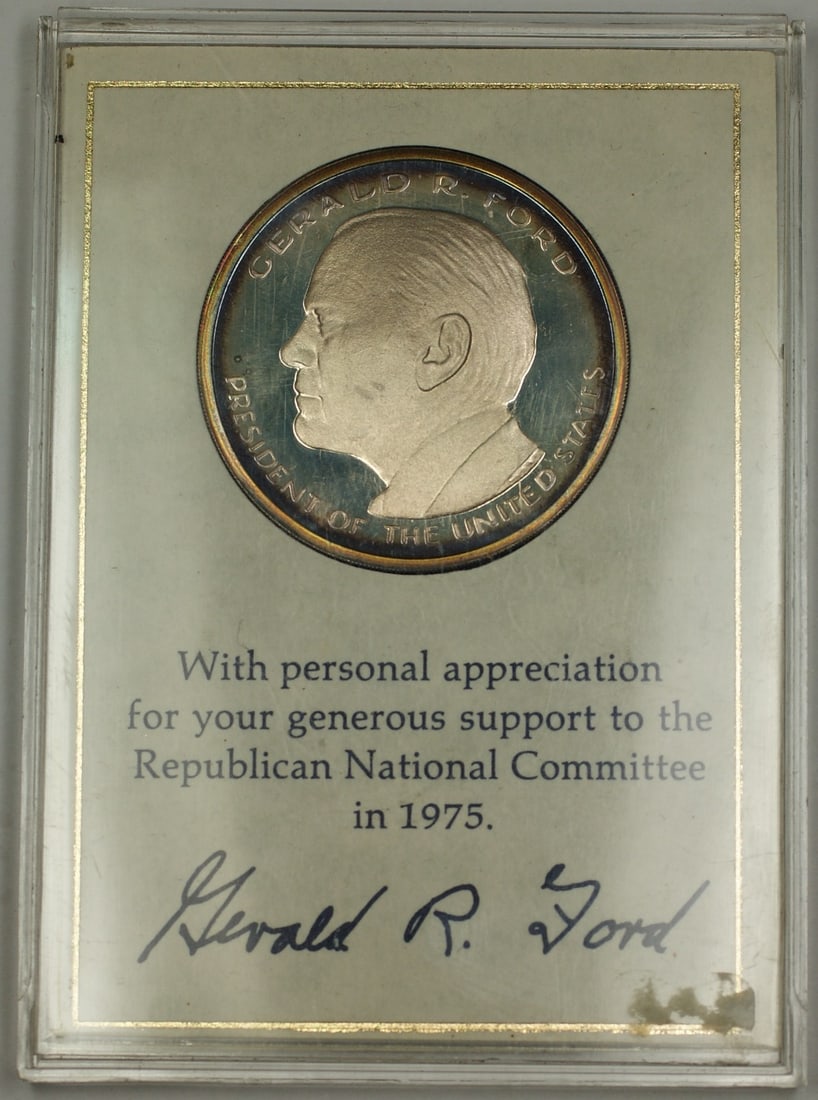 GERALD R. FORD
PRESIDENT OF THE UNITED STATES
With personal appreciation
for your generous support to the
Republican National Committee
in 1975.
Gerald R. Ford